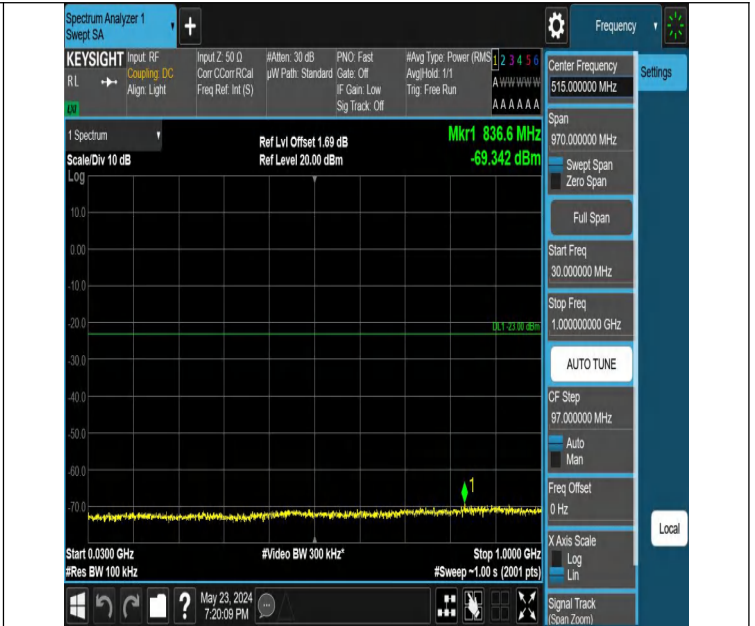 Spectrum Analyzer 1
Swept SA
+
Frequency
KEYSIGHT
RL
LXI
Input: RF
Coupling: DC
Align: Light
Input Z: 50 Ω
Corr CCorr RCal
Freq Ref: Int (S)
#Atten: 30 dB
µW Path: Standard
PNO: Fast
Gate: Off
IF Gain: Low
Sig Track: Off
#Avg Type: Power (RMS
Avg|Hold: 1/1
Trig: Free Run
1 2 3 4 5 6
A W W W W W
A A A A A A
1 Spectrum
Scale/Div 10 dB
Log
Ref Lvl Offset 1.69 dB
Ref Level 20.00 dBm
Mkr1 836.6 MHz
-69.342 dBm
10.0
0.00
-10.0
-20.0
DL1 -23.00 dBm
-30.0
-40.0
-50.0
-60.0
1
-70.0
Start 0.0300 GHz
#Res BW 100 kHz
#Video BW 300 kHz*
Stop 1.0000 GHz
#Sweep ~1.00 s (2001 pts)
?
May 23, 2024
7:20:09 PM
Center Frequency
515.000000 MHz
Span
970.000000 MHz
Swept Span
Zero Span
Full Span
Start Freq
30.000000 MHz
Stop Freq
1.000000000 GHz
AUTO TUNE
CF Step
97.000000 MHz
Auto
Man
Freq Offset
0 Hz
X Axis Scale
Log
Lin
Signal Track
(Span Zoom)
Settings
Local